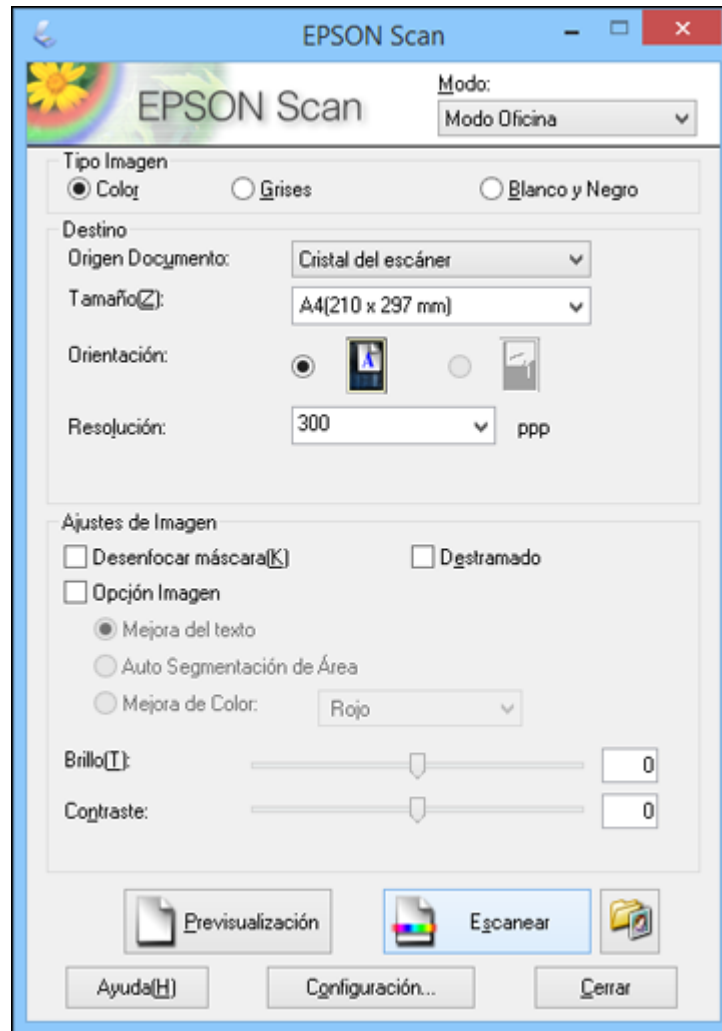 EPSON Scan
EPSON Scan
Modo:
Modo Oficina
Tipo Imagen
Color Grises Blanco y Negro
Destino
Origen Documento: Cristal del escáner
Tamaño(Z): A4(210 x 297 mm)
Orientación: A
Resolución: 300 ppp
Ajustes de Imagen
Desenfocar máscara(K) Destramado
Opción Imagen
Mejora del texto
Auto Segmentación de Área
Mejora de Color: Rojo
Brillo(T): 0
Contraste: 0
Previsualización Escanear
Ayuda(H) Configuración... Cerrar